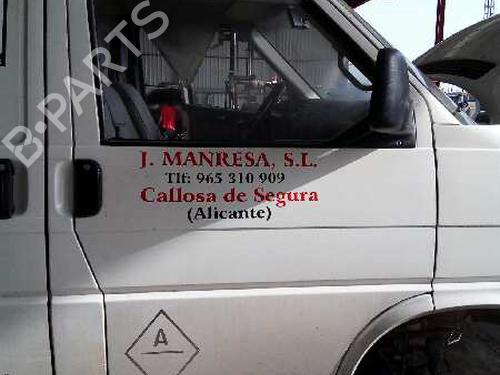 B-PARTS
J. MANRESA, S.L.
Tlf: 965 310 909
Callosa de Segura
(Alicante)
A